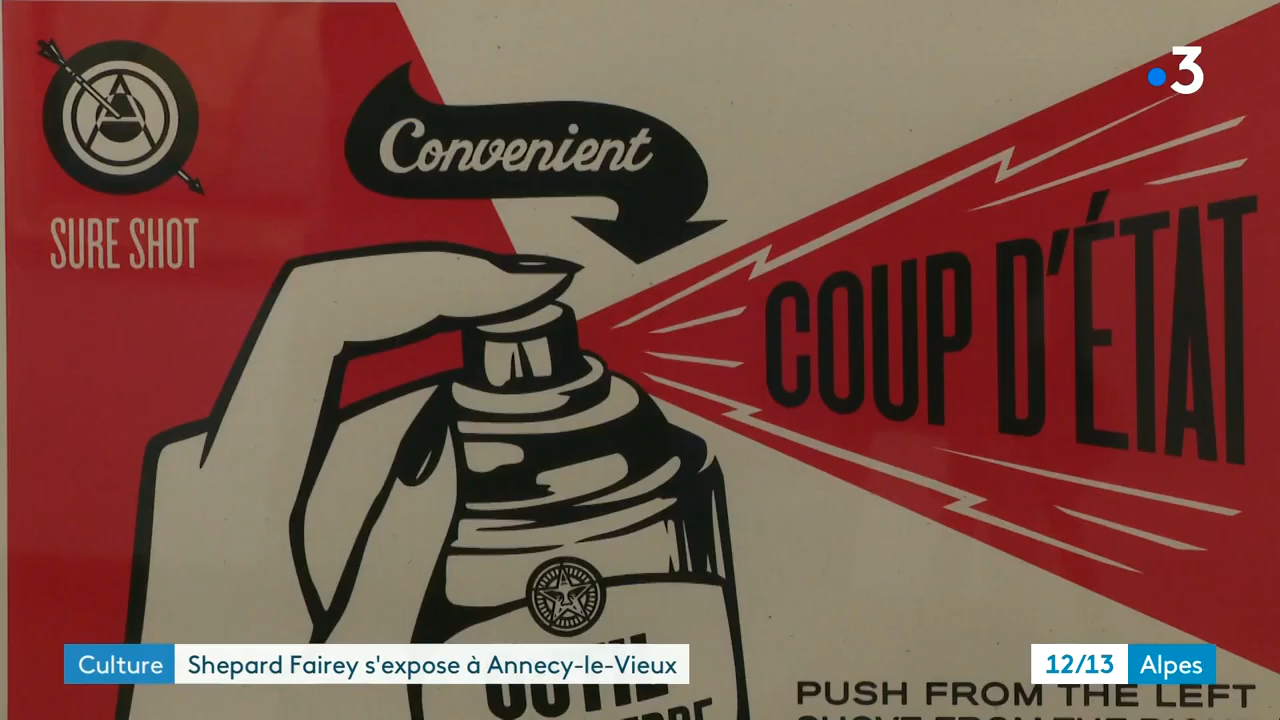 3
Convenient
SURE SHOT
COUP D'ÉTAT
Culture
Shepard Fairey s'expose à Annecy-le-Vieux
12/13
Alpes
PUSH FROM THE LEFT